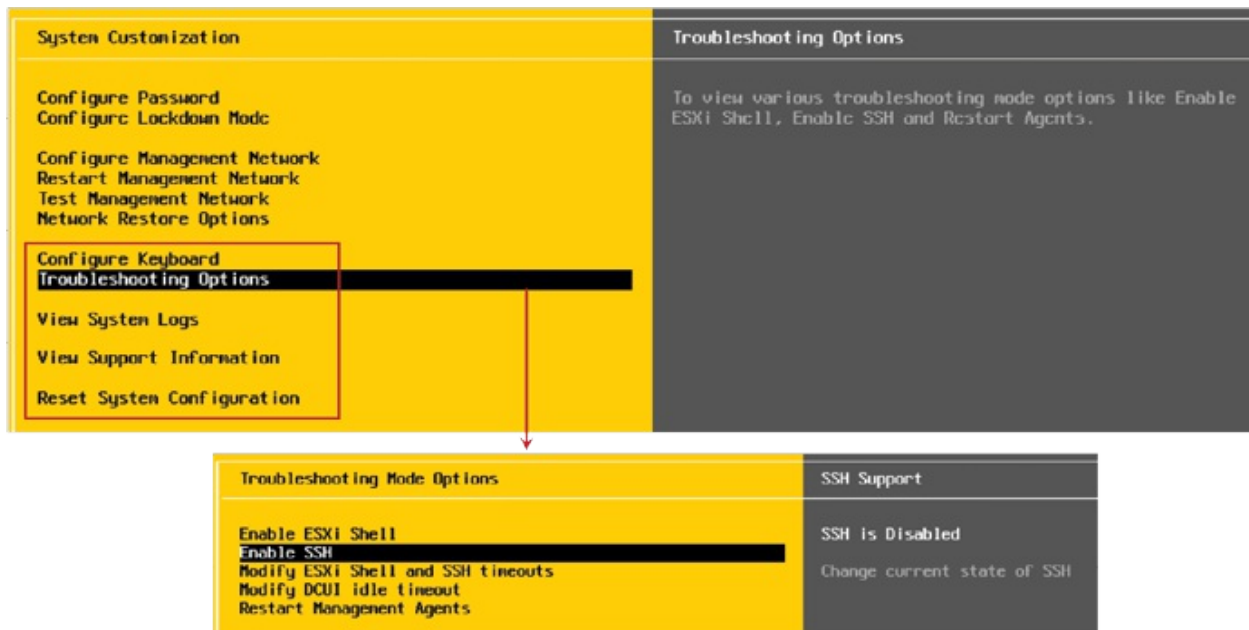 System Customization
Troubleshooting Options
Configure Password
Configure Lockdown Mode
To view various troubleshooting mode options like Enable
ESXi Shell, Enable SSH and Restart Agents.
Configure Management Network
Restart Management Network
Test Management Network
Network Restore Options
Configure Keyboard
Troubleshooting Options
View System Logs
View Support Information
Reset System Configuration
Troubleshooting Mode Options
SSH Support
Enable ESXi Shell
Enable SSH
Modify ESXi Shell and SSH timeouts
Modify DCUI idle timeout
Restart Management Agents
SSH is Disabled
Change current state of SSH